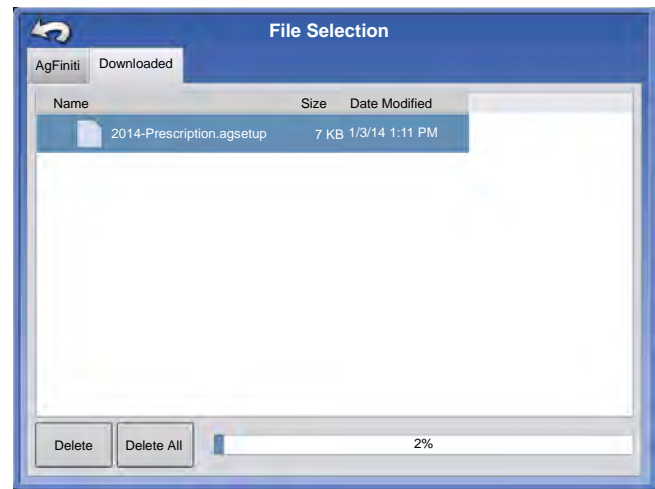 File Selection
AgFiniti Downloaded
Name Size Date Modified
2014-Prescription.agsetup 7 KB 1/3/14 1:11 PM
Delete Delete All 2%